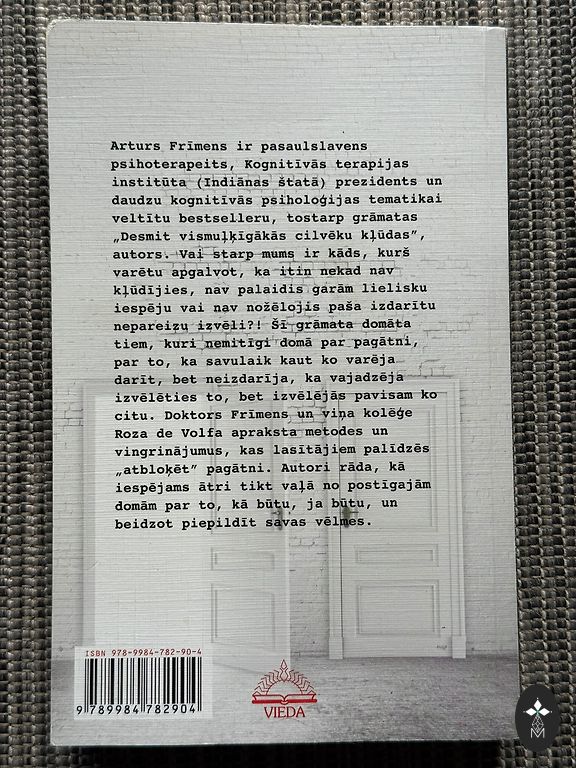 Arturs Frīmens ir pasaulslavens
psihoterapeits, Kognitīvās terapijas
institūta (Indiānas štatā) prezidents un
daudzu kognitīvās psiholoģijas tematikai
veltītu bestselleru, tostarp grāmatas
„Desmit vismuļķīgākās cilvēku kļūdas”,
autors. Vai starp mums ir kāds, kurš
varētu apgalvot, ka itin nekad nav
kļūdījies, nav palaidis garām lielisku
iespēju vai nav nožēlojis paša izdarītu
nepareizu izvēli?! Šī grāmata domāta
tiem, kuri nemitīgi domā par pagātni,
par to, ka savulaik kaut ko varēja
darīt, bet neizdarīja, ka vajadzēja
izvēlēties to, bet izvēlējās pavisam ko
citu. Doktors Frīmens un viņa kolēģe
Roza de Volfa apraksta metodes un
vingrinājumus, kas lasītājiem palīdzēs
„atbloķēt” pagātni. Autori rāda, kā
iespējams ātri tikt vaļā no postīgajām
domām par to, kā būtu, ja būtu, un
beidzot piepildīt savas vēlmes.
ISBN 978-9984-782-90-4
9 789984 782904
VIEDA
M